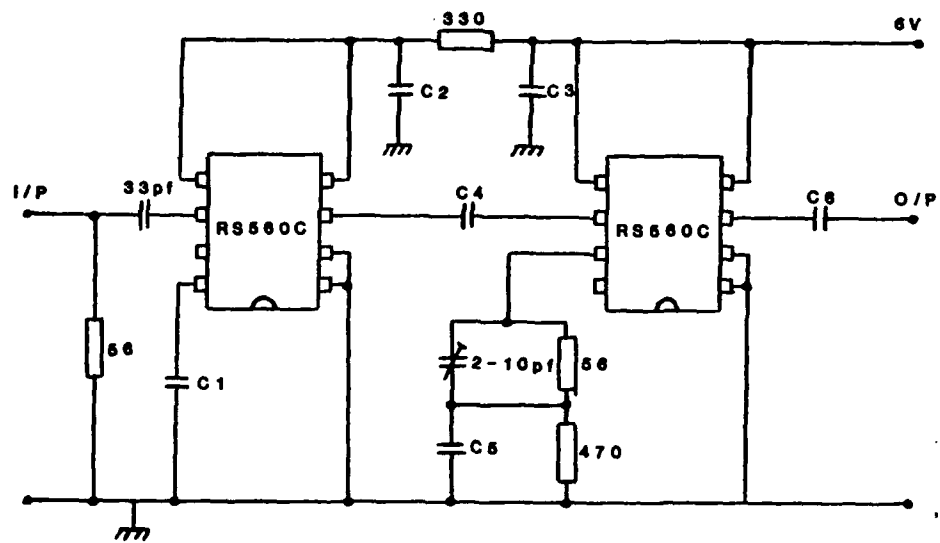 330
6V
C2
C3
I/P
33pf
C4
C6
O/P
RS560C
RS560C
56
C1
2-10pf
56
C5
470